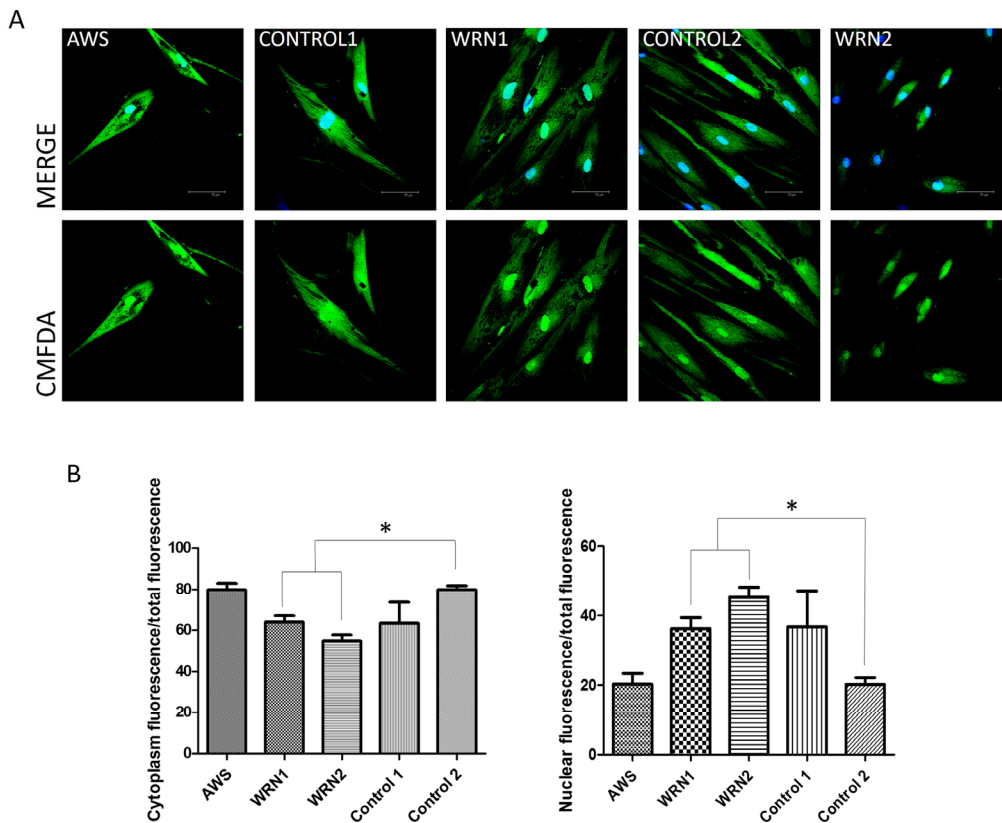 A
AWS
CONTROL1
WRN1
CONTROL2
WRN2
MERGE
CMFDA
B
Cytoplasm fluorescence/total fluorescence
100
80
60
40
20
0
*
AWS
WRN1
WRN2
Control 1
Control 2
Nuclear fluorescence/total fluorescence
60
40
20
0
*
AWS
WRN1
WRN2
Control 1
Control 2